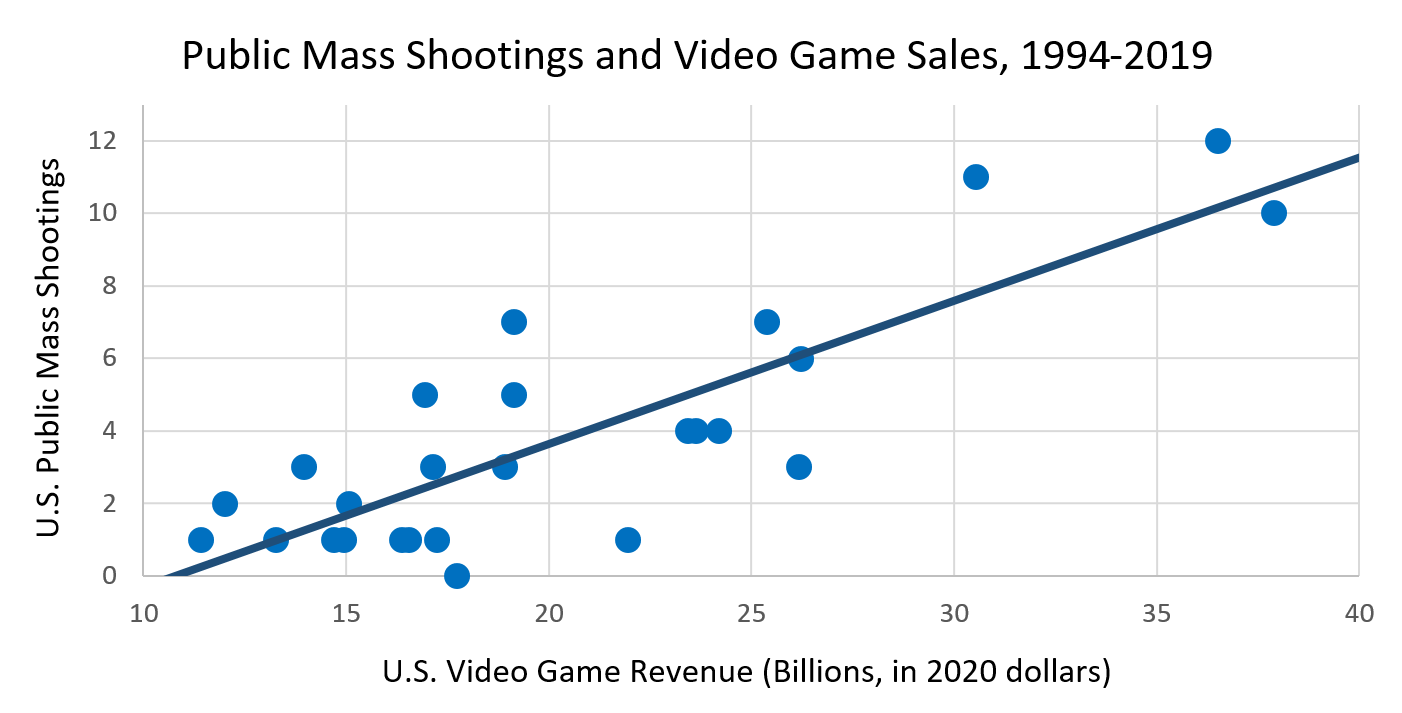 Public Mass Shootings and Video Game Sales, 1994-2019
U.S. Public Mass Shootings
12
10
8
6
4
2
0
10 15 20 25 30 35 40
U.S. Video Game Revenue (Billions, in 2020 dollars)